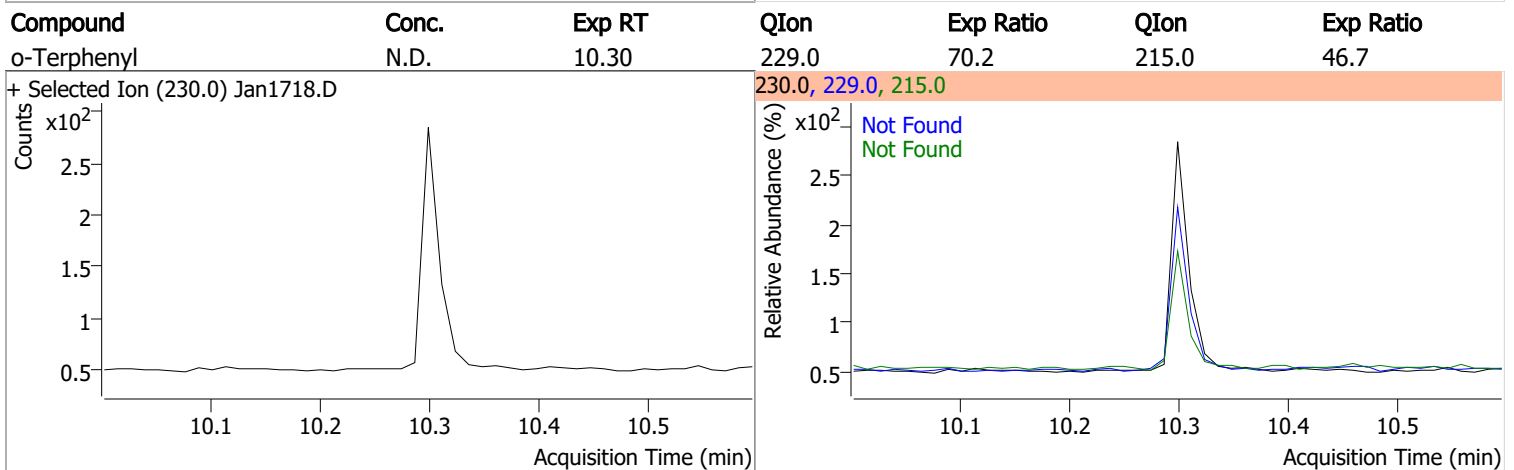 Compound Conc. Exp RT QIon Exp Ratio QIon Exp Ratio
o-Terphenyl N.D. 10.30 229.0 70.2 215.0 46.7
+ Selected Ion (230.0) Jan1718.D
Counts
x10²
2.5
2
1.5
1
0.5
10.1 10.2 10.3 10.4 10.5
Acquisition Time (min)
230.0, 229.0, 215.0
Relative Abundance (%)
x10²
Not Found
Not Found
2.5
2
1.5
1
0.5
10.1 10.2 10.3 10.4 10.5
Acquisition Time (min)